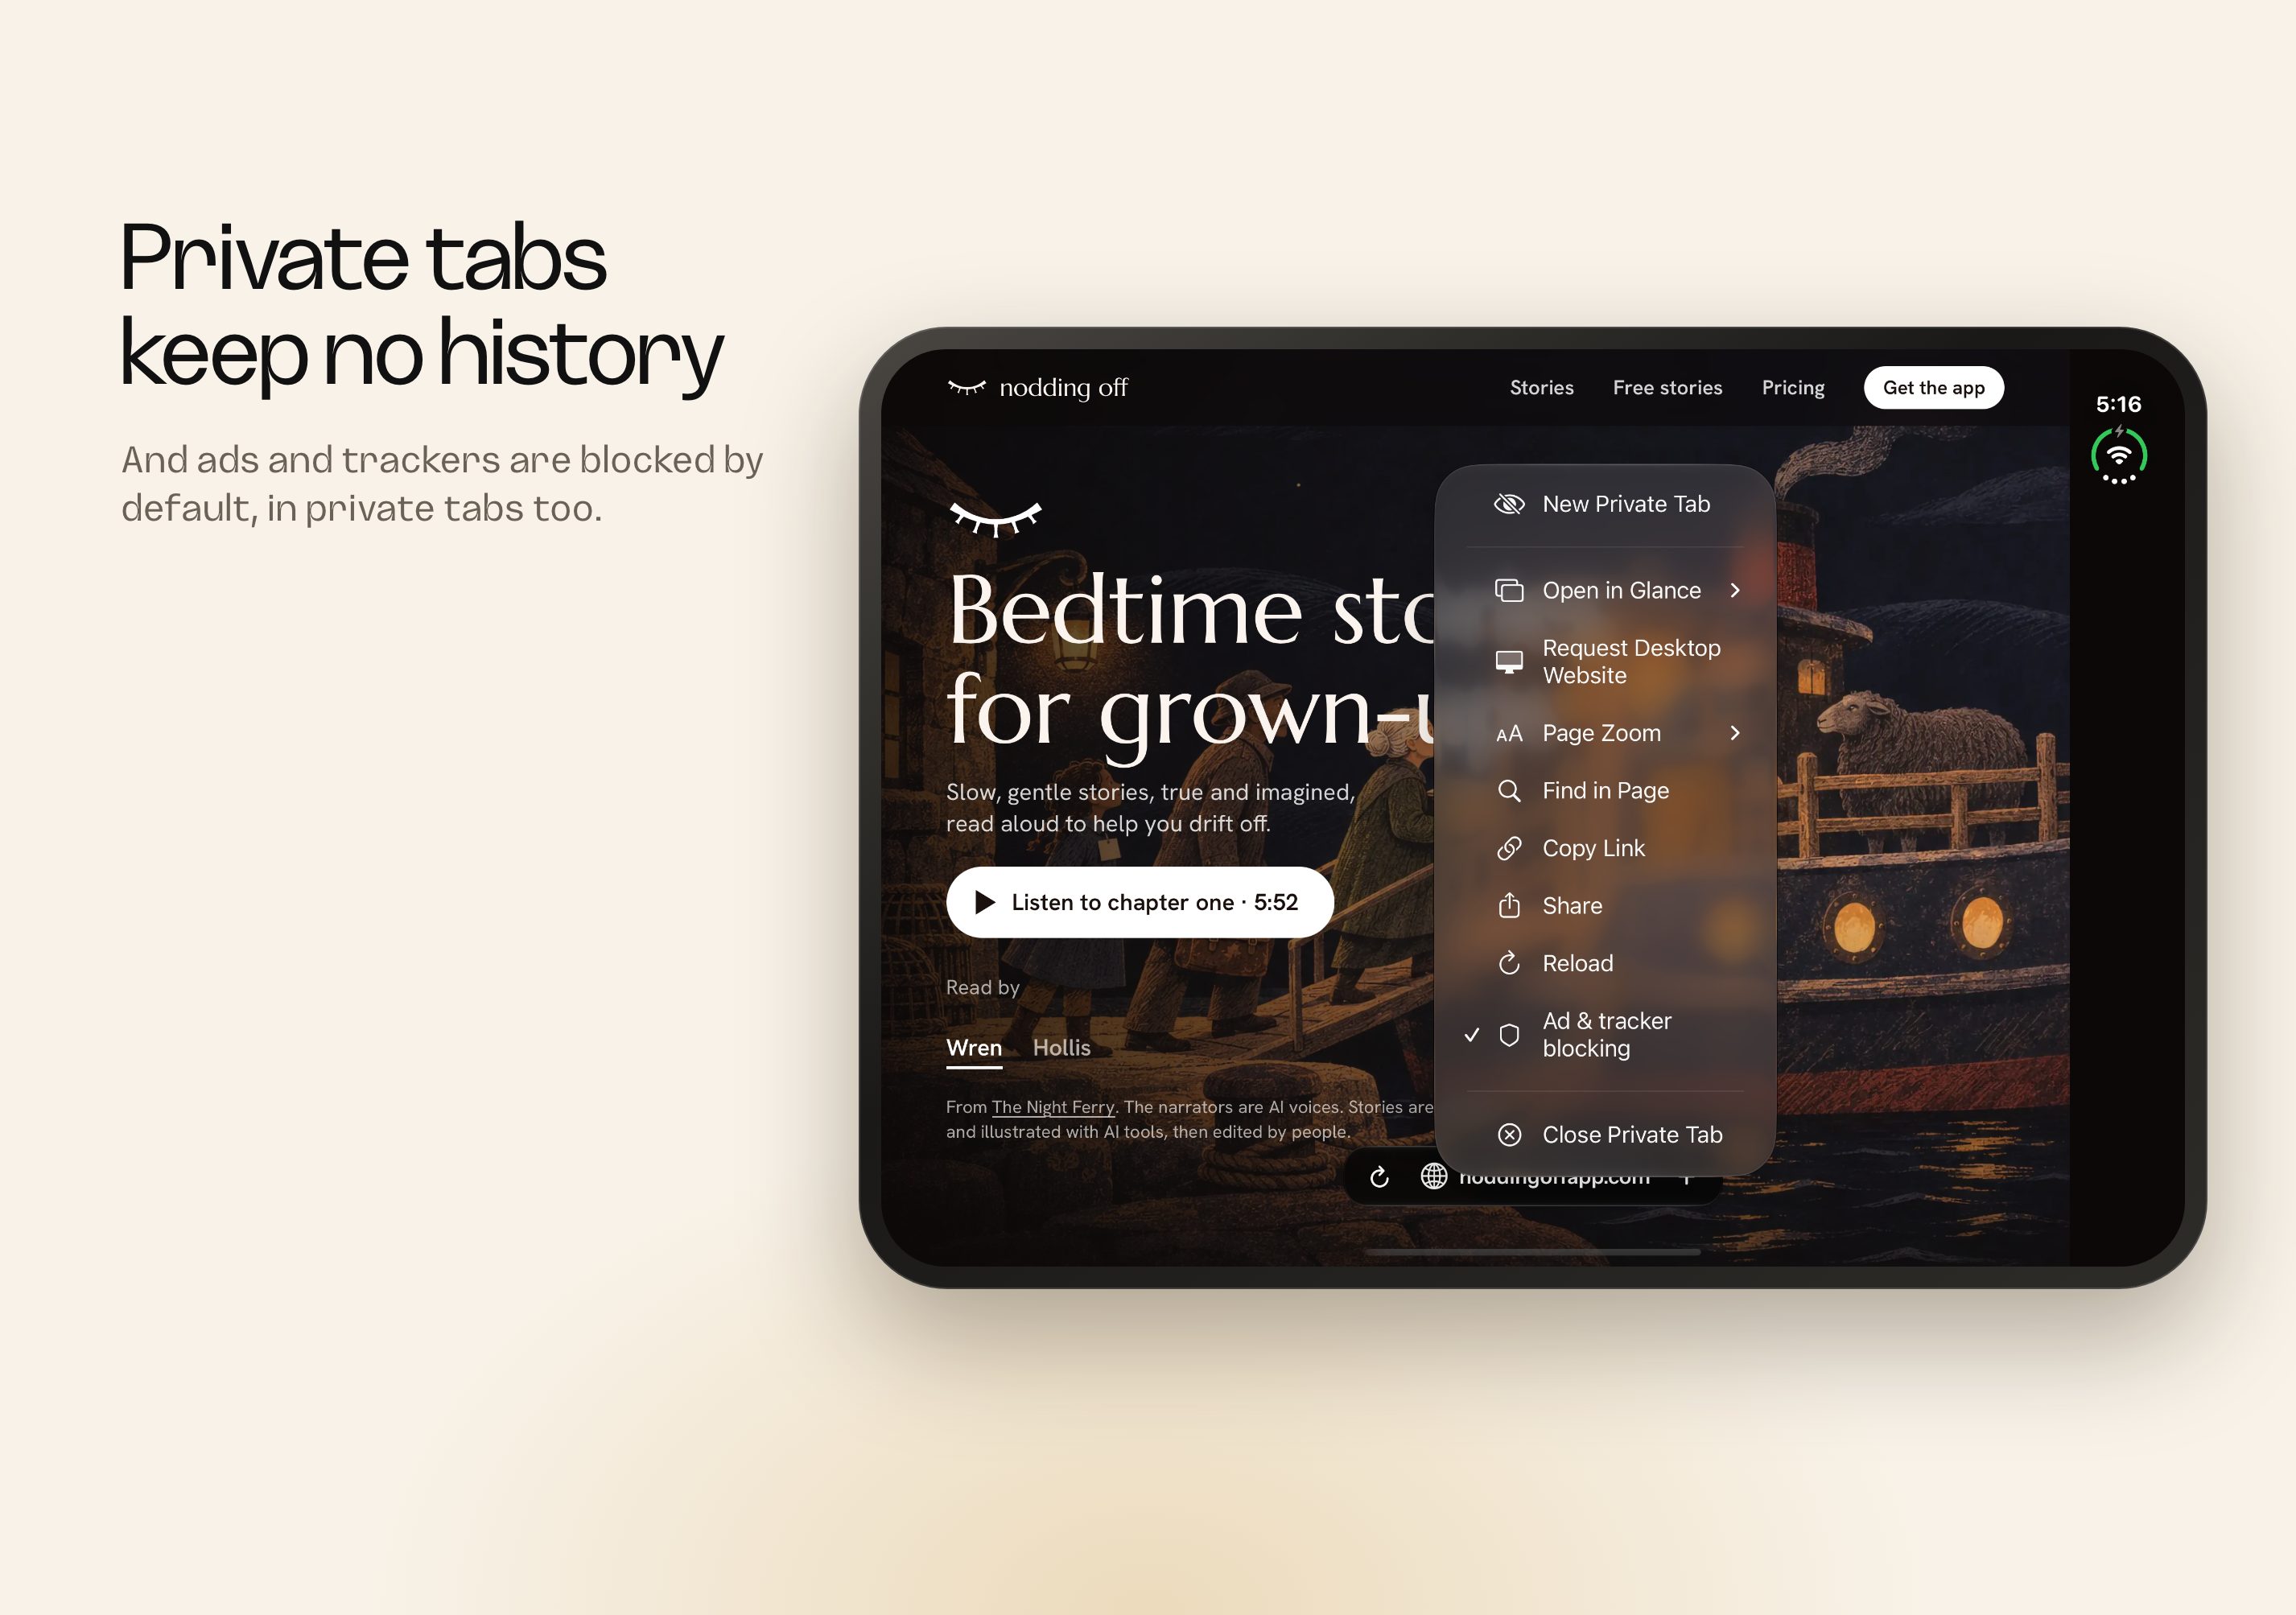 Private tabs
keep no history
And ads and trackers are blocked by
default, in private tabs too.
nodding off
Stories
Free stories
Pricing
Get the app
5:16
Bedtime
for grown-
Slow, gentle stories, true and imagined,
read aloud to help you drift off.
Listen to chapter one · 5:52
Read by
Wren
Hollis
From The Night Ferry. The narrators are AI voices. Stories are
and illustrated with AI tools, then edited by people.
New Private Tab
Open in Glance
Request Desktop
Website
AA Page Zoom
Find in Page
Copy Link
Share
Reload
Ad & tracker
blocking
Close Private Tab
noddingoffapp.com